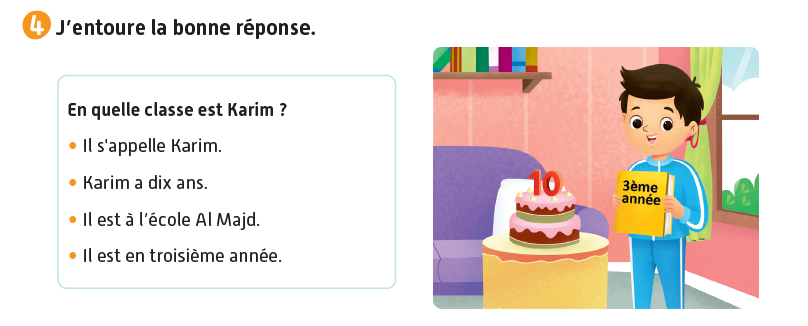 4 J'entoure la bonne réponse.
En quelle classe est Karim ?
• Il s'appelle Karim.
• Karim a dix ans.
• Il est à l'école Al Majd.
• Il est en troisième année.
10
3ème
année